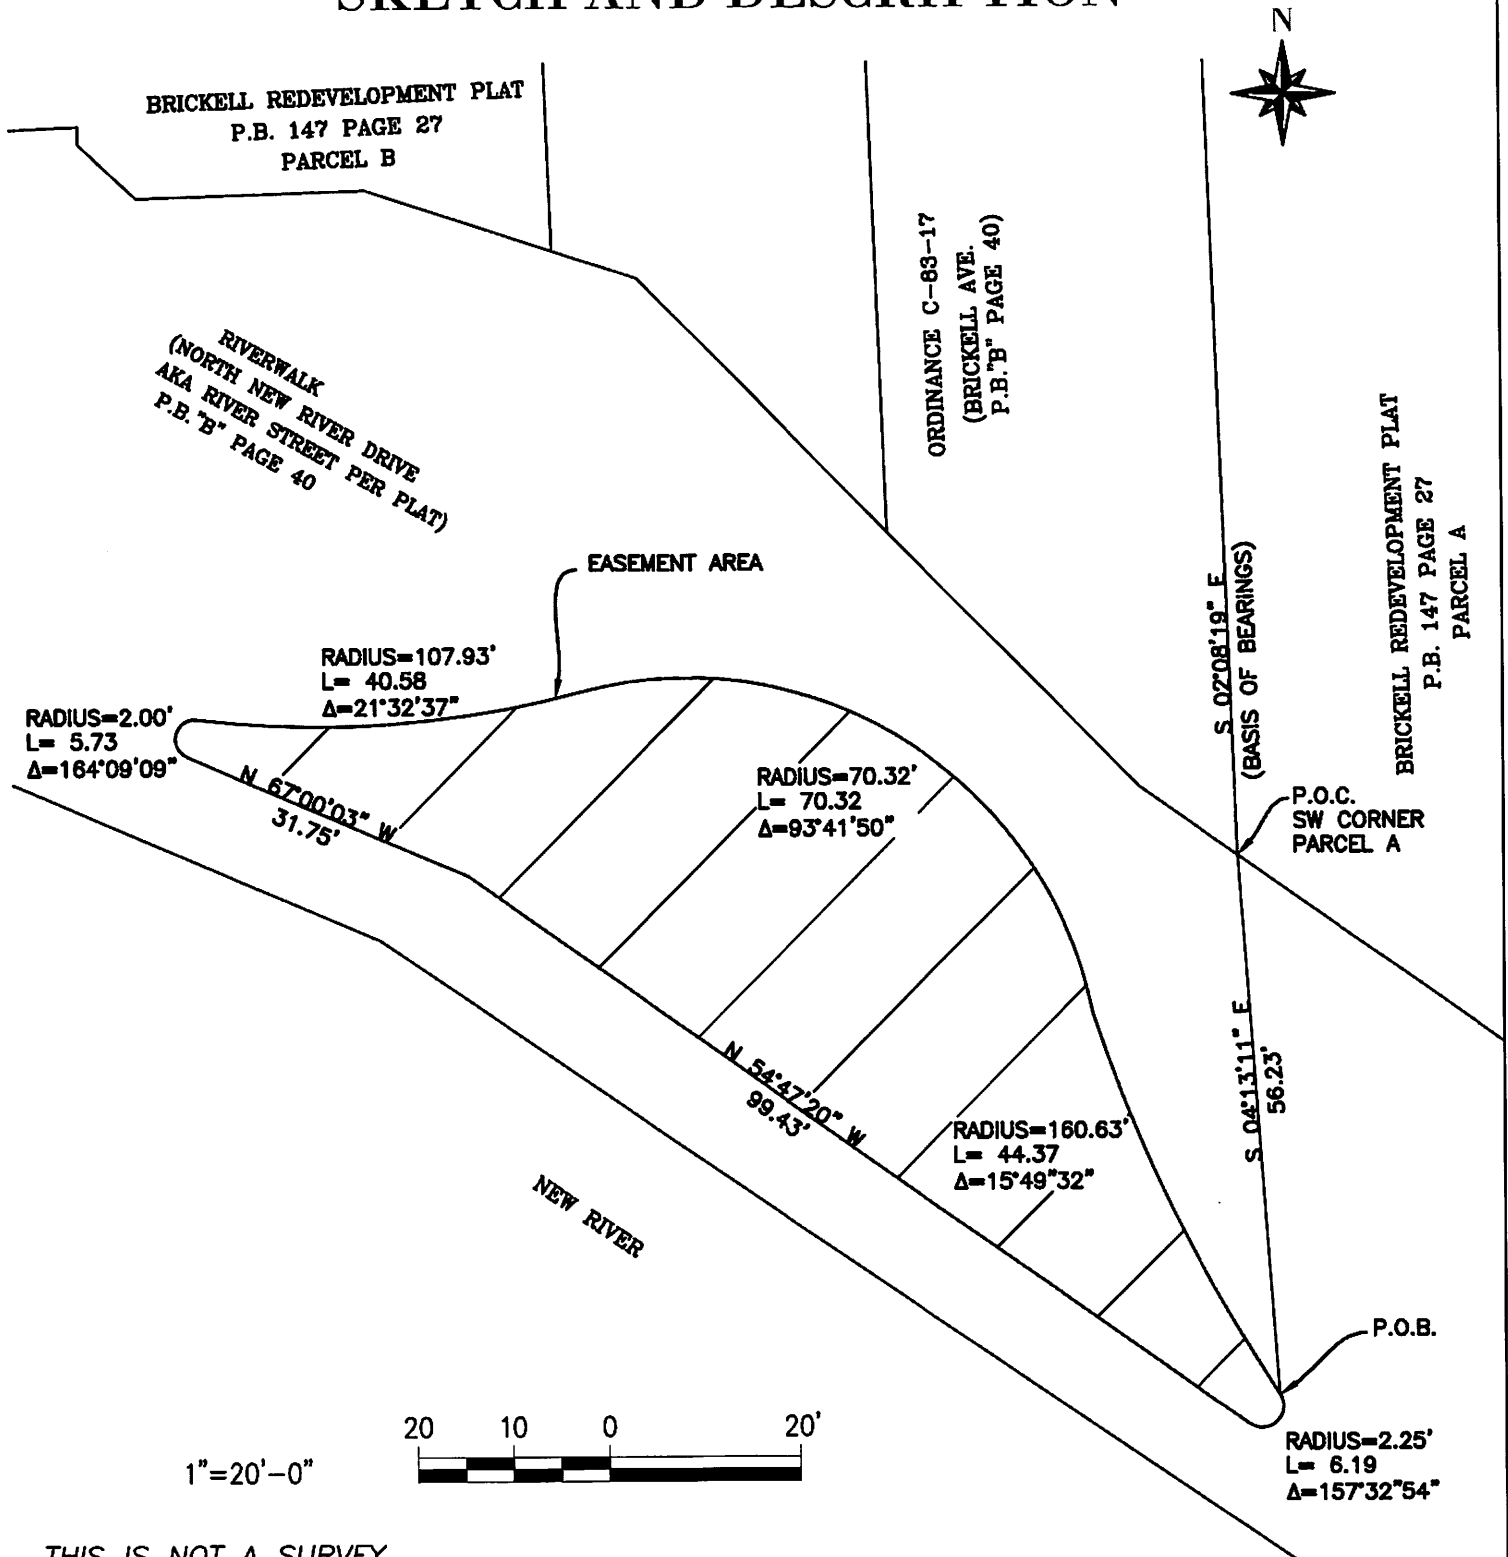 SKETCH AND DESCRIPTION
N
BRICKELL REDEVELOPMENT PLAT
P.B. 147 PAGE 27
PARCEL B
ORDINANCE C-83-17
(BRICKELL AVE.
P.B."B" PAGE 40)
RIVERWALK
(NORTH NEW RIVER DRIVE
AKA RIVER STREET PER PLAT)
P.B. "B" PAGE 40
BRICKELL REDEVELOPMENT PLAT
P.B. 147 PAGE 27
PARCEL A
S 02°08'19" E
(BASIS OF BEARINGS)
EASEMENT AREA
RADIUS=107.93'
L= 40.58
Δ=21°32'37"
RADIUS=2.00'
L= 5.73
Δ=164°09'09"
N 67°00'03" W
31.75'
RADIUS=70.32'
L= 70.32
Δ=93°41'50"
P.O.C.
SW CORNER
PARCEL A
S 04°13'11" E
56.23'
N 54°47'20" W
99.43'
RADIUS=160.63'
L= 44.37
Δ=15°49"32"
NEW RIVER
P.O.B.
RADIUS=2.25'
L= 6.19
Δ=157°32"54"
20 10 0 20'
1"=20'-0"
THIS IS NOT A SURVEY